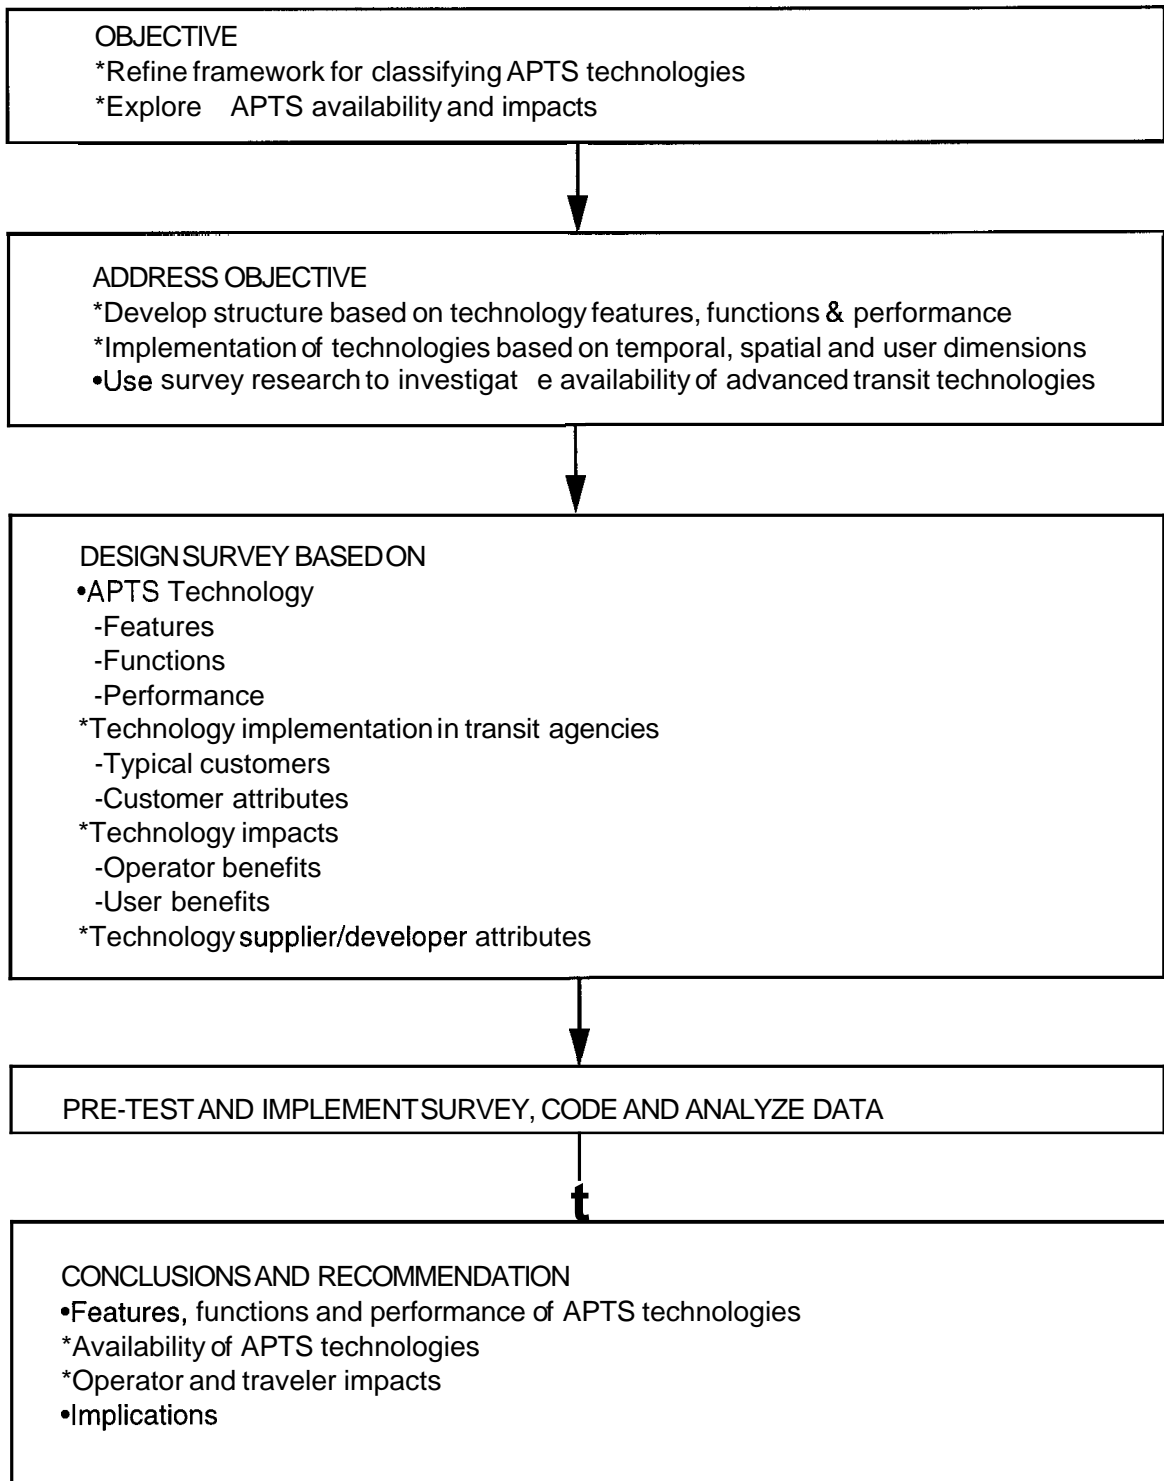 OBJECTIVE
*Refine framework for classifying APTS technologies
*Explore APTS availability and impacts
ADDRESS OBJECTIVE
*Develop structure based on technology features, functions & performance
*Implementation of technologies based on temporal, spatial and user dimensions
•Use survey research to investigat e availability of advanced transit technologies
DESIGN SURVEY BASED ON
•APTS Technology
-Features
-Functions
-Performance
*Technology implementation in transit agencies
-Typical customers
-Customer attributes
*Technology impacts
-Operator benefits
-User benefits
*Technology supplier/developer attributes
PRE-TEST AND IMPLEMENT SURVEY, CODE AND ANALYZE DATA
t
CONCLUSIONS AND RECOMMENDATION
•Features, functions and performance of APTS technologies
*Availability of APTS technologies
*Operator and traveler impacts
•Implications